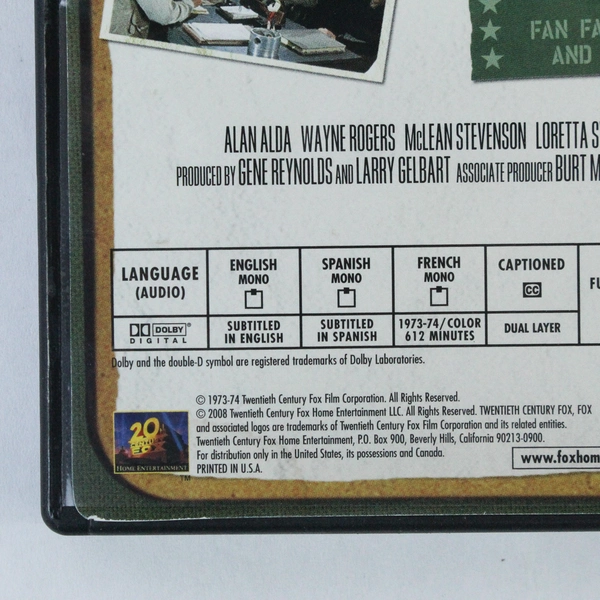 FAN FA
AND
ALAN ALDA WAYNE ROGERS McLEAN STEVENSON LORETTA S
PRODUCED BY GENE REYNOLDS AND LARRY GELBART ASSOCIATE PRODUCER BURT M
LANGUAGE
(AUDIO)
ENGLISH
MONO
SPANISH
MONO
FRENCH
MONO
CAPTIONED
CC
FU
DOLBY®
DIGITAL
SUBTITLED
IN ENGLISH
SUBTITLED
IN SPANISH
1973-74/COLOR
612 MINUTES
DUAL LAYER
Dolby and the double-D symbol are registered trademarks of Dolby Laboratories.
© 1973-74 Twentieth Century Fox Film Corporation. All Rights Reserved.
© 2008 Twentieth Century Fox Home Entertainment LLC. All Rights Reserved. TWENTIETH CENTURY FOX, FOX
and associated logos are trademarks of Twentieth Century Fox Film Corporation and its related entities.
Twentieth Century Fox Home Entertainment, P.O. Box 900, Beverly Hills, California 90213-0900.
For distribution only in the United States, its possessions and Canada.
PRINTED IN U.S.A.
www.foxhom
20th
CENTURY
FOX
HOME ENTERTAINMENT
TM